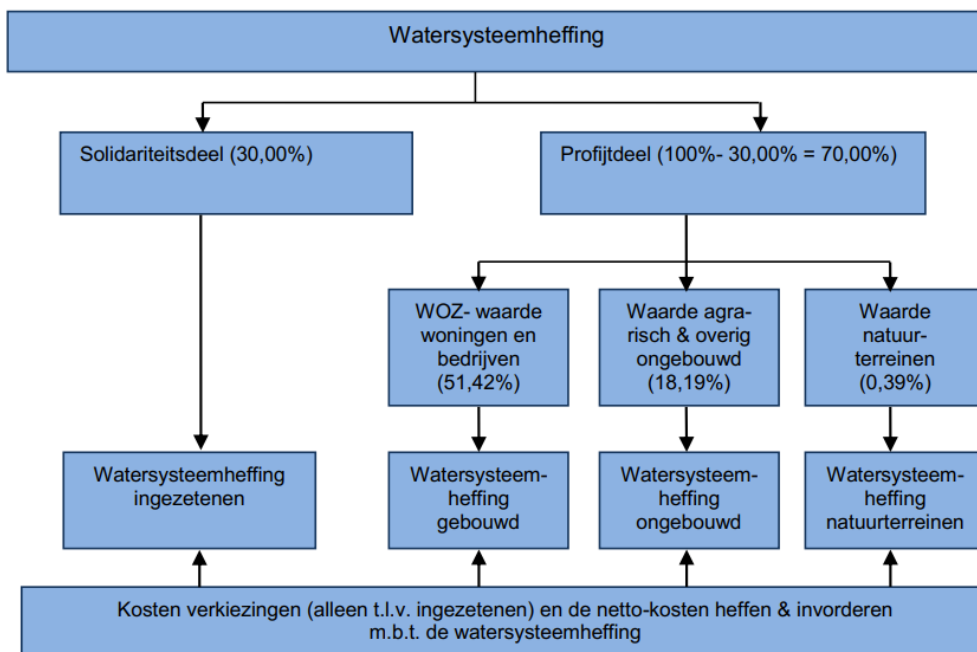 Watersysteemheffing
Solidariteitsdeel (30,00%)
Profijtdeel (100%- 30,00% = 70,00%)
WOZ- waarde
woningen en
bedrijven
(51,42%)
Waarde agra-
risch & overig
ongebouwd
(18,19%)
Waarde
natuur-
terreinen
(0,39%)
Watersysteemheffing
ingezetenen
Watersysteem-
heffing
gebouwd
Watersysteem-
heffing
ongebouwd
Watersysteem-
heffing
natuurterreinen
Kosten verkiezingen (alleen t.l.v. ingezetenen) en de netto-kosten heffen & invorderen
m.b.t. de watersysteemheffing